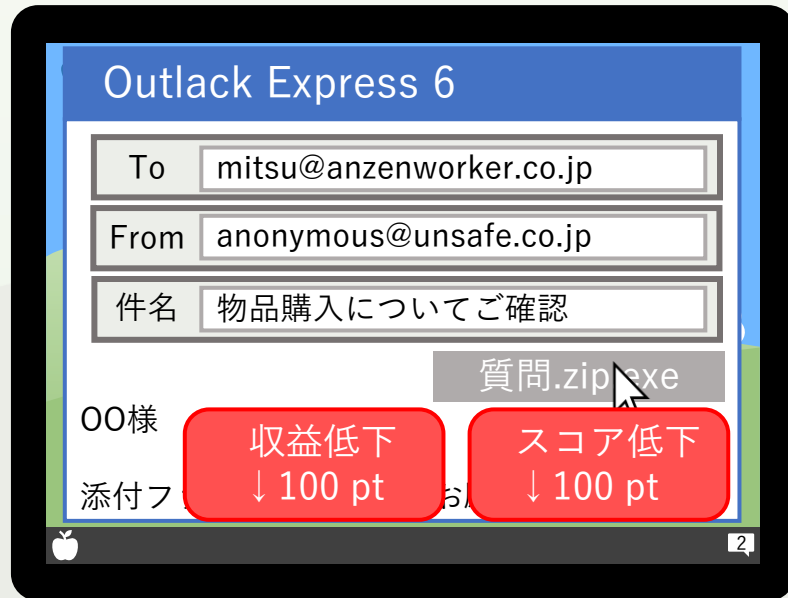 Outlack Express 6
To mitsu@anzenworker.co.jp
From anonymous@unsafe.co.jp
件名 物品購入についてご確認
質問.zip.exe
OO様
収益低下
↓100 pt
スコア低下
↓100 pt
添付フ
2